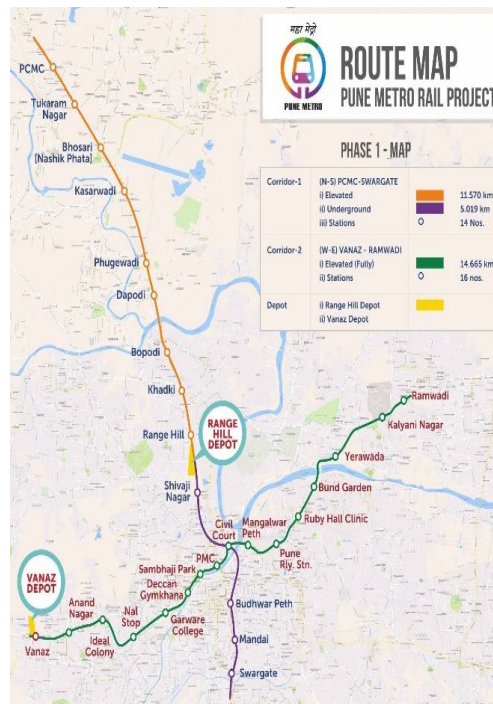 महा मेट्रो
PUNE METRO
ROUTE MAP
PUNE METRO RAIL PROJECT
PHASE 1 - MAP
Corridor-1 (N-S) PCMC-SWARGATE
i) Elevated 11.570 km
ii) Underground 5.019 km
iii) Stations 14 Nos.
Corridor-2 (W-E) VANAZ - RAMWADI
i) Elevated (Fully) 14.665 km
ii) Stations 16 nos.
Depot i) Range Hill Depot
ii) Vanaz Depot
PCMC
Tukaram
Nagar
Bhosari
(Nashik Phata)
Kasarwadi
Phugewadi
Dapodi
Bopodi
Khadki
Range Hill
RANGE
HILL
DEPOT
Shivaji
Nagar
Ramwadi
Kalyani Nagar
Yerawada
Bund Garden
Ruby Hall Clinic
Pune
Rly. Stn.
Mangalwar
Peth
Civil
Court
PMC
Sambhaji Park
Deccan
Gymkhana
Garware
College
Nal
Stop
Ideal
Colony
Anand
Nagar
Vanaz
VANAZ
DEPOT
Budhwar Peth
Mandai
Swargate